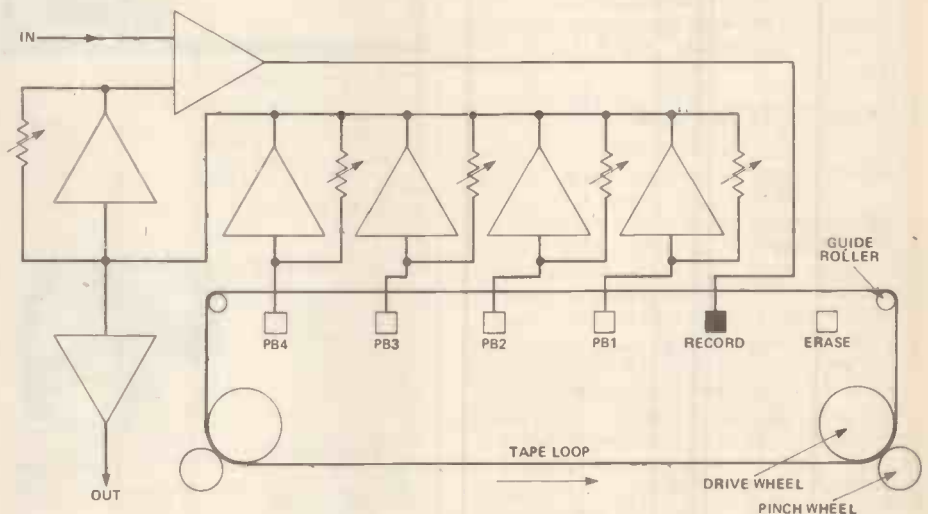 IN
GUIDE
ROLLER
PB4
PB3
PB2
PB1
RECORD
ERASE
TAPE LOOP
DRIVE WHEEL
OUT
PINCH WHEEL